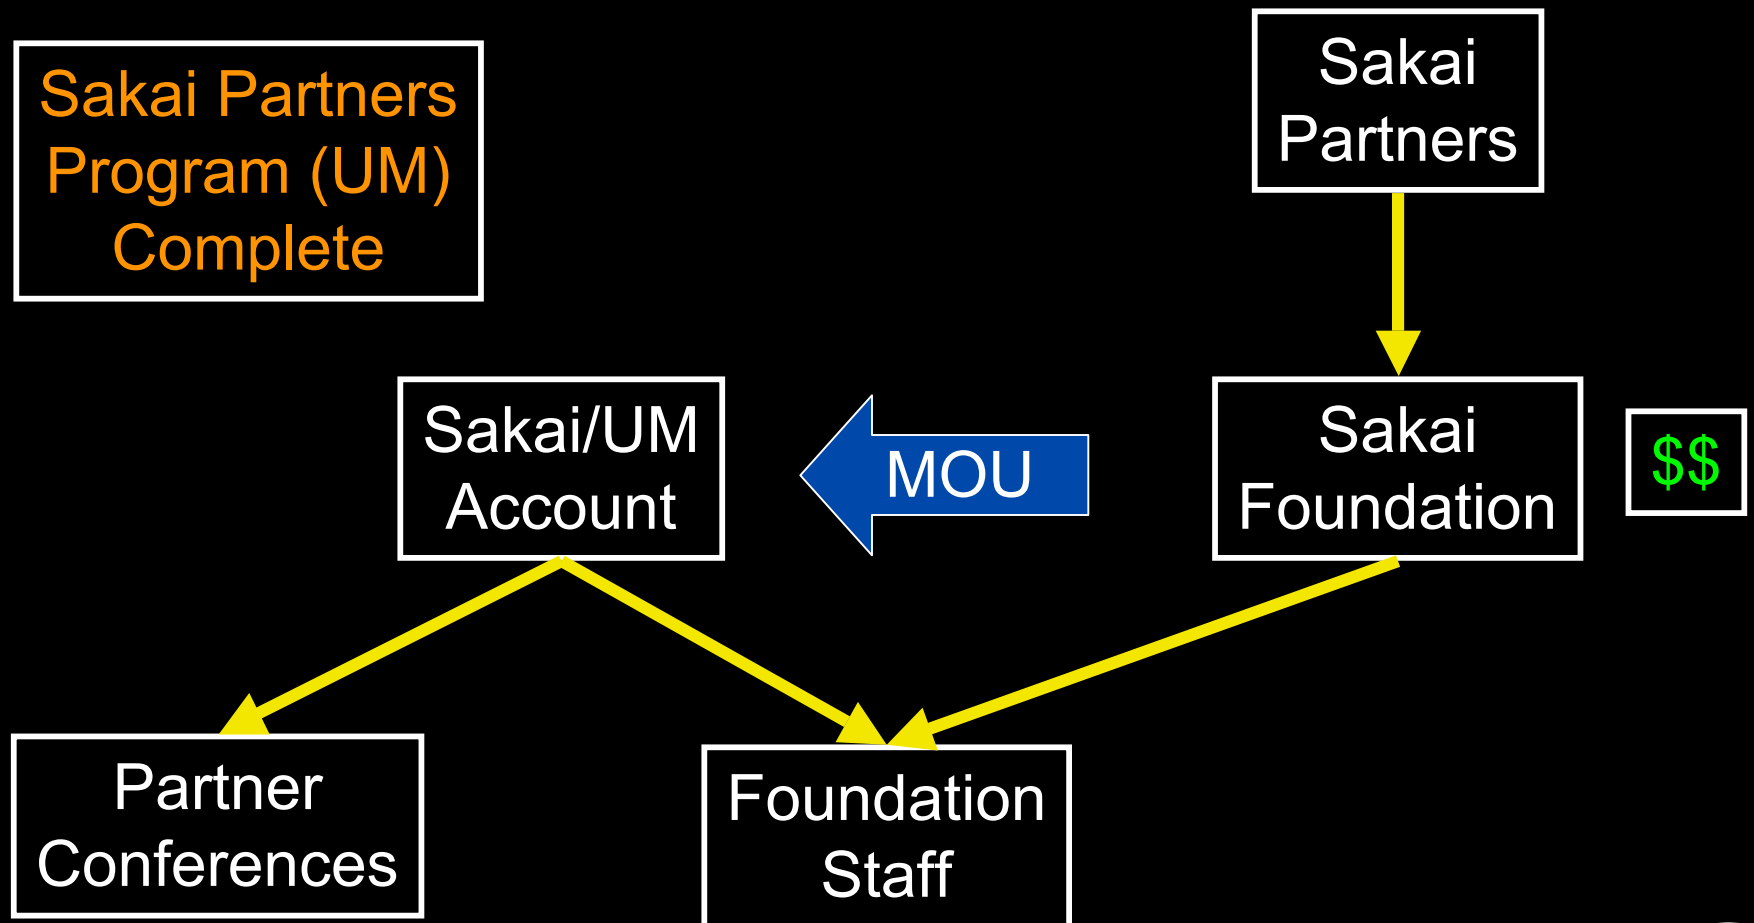 Sakai Partners
Program (UM)
Complete
Sakai
Partners
Sakai/UM
Account
MOU
Sakai
Foundation
$$
Partner
Conferences
Foundation
Staff